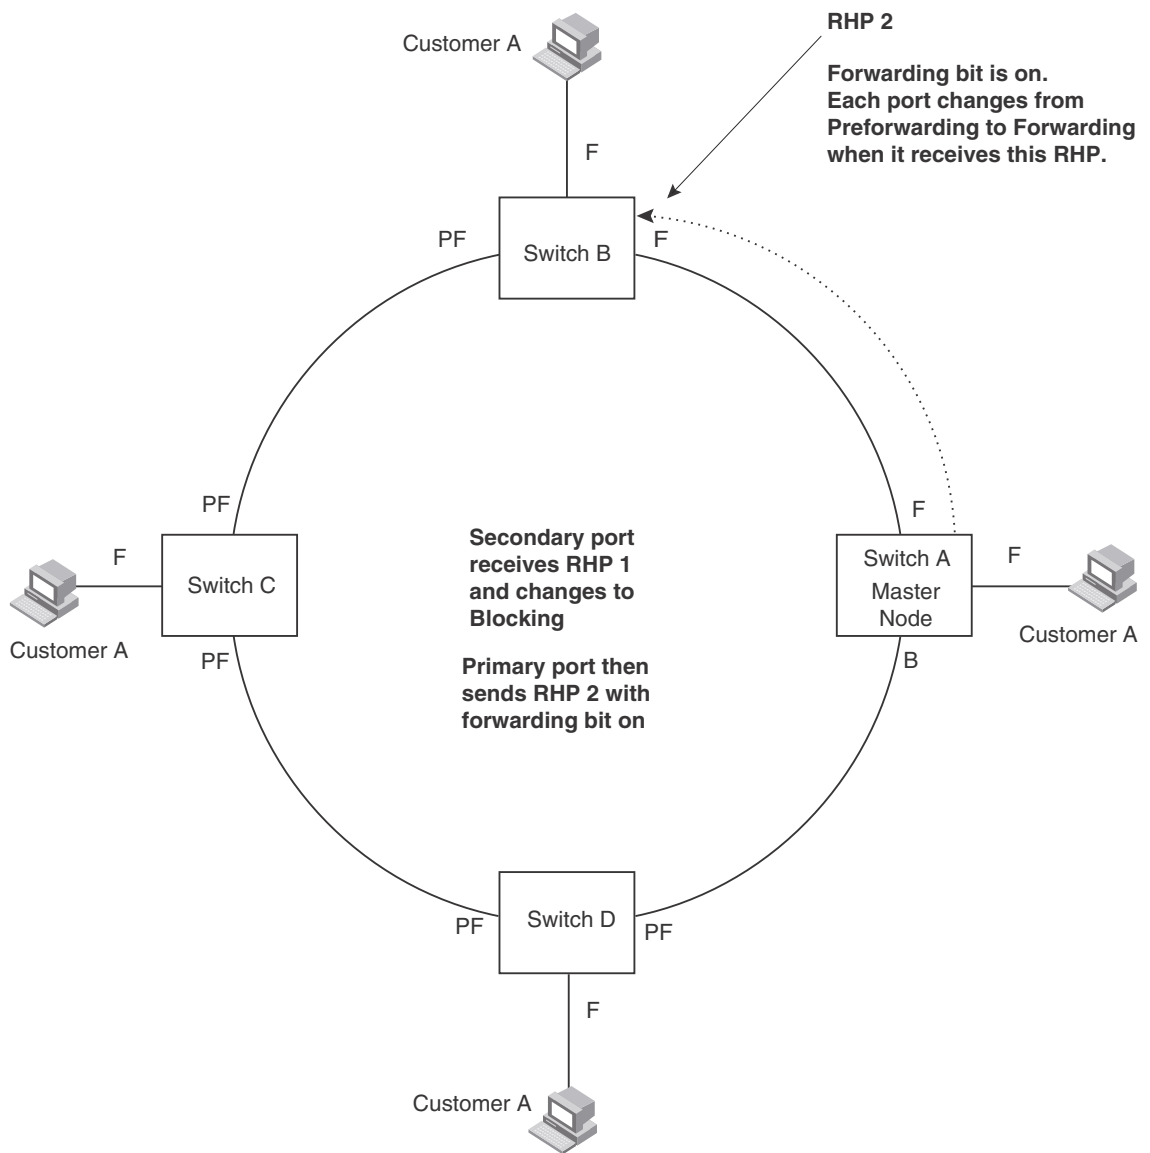 RHP 2
Customer A
Forwarding bit is on.
Each port changes from
Preforwarding to Forwarding
when it receives this RHP.
F
PF
F
Switch B
PF
F
F
Switch C
Customer A
PF
Secondary port
receives RHP 1
and changes to
Blocking
Primary port then
sends RHP 2 with
forwarding bit on
F
Switch A
Master
Node
F
Customer A
B
PF
Switch D
PF
F
Customer A